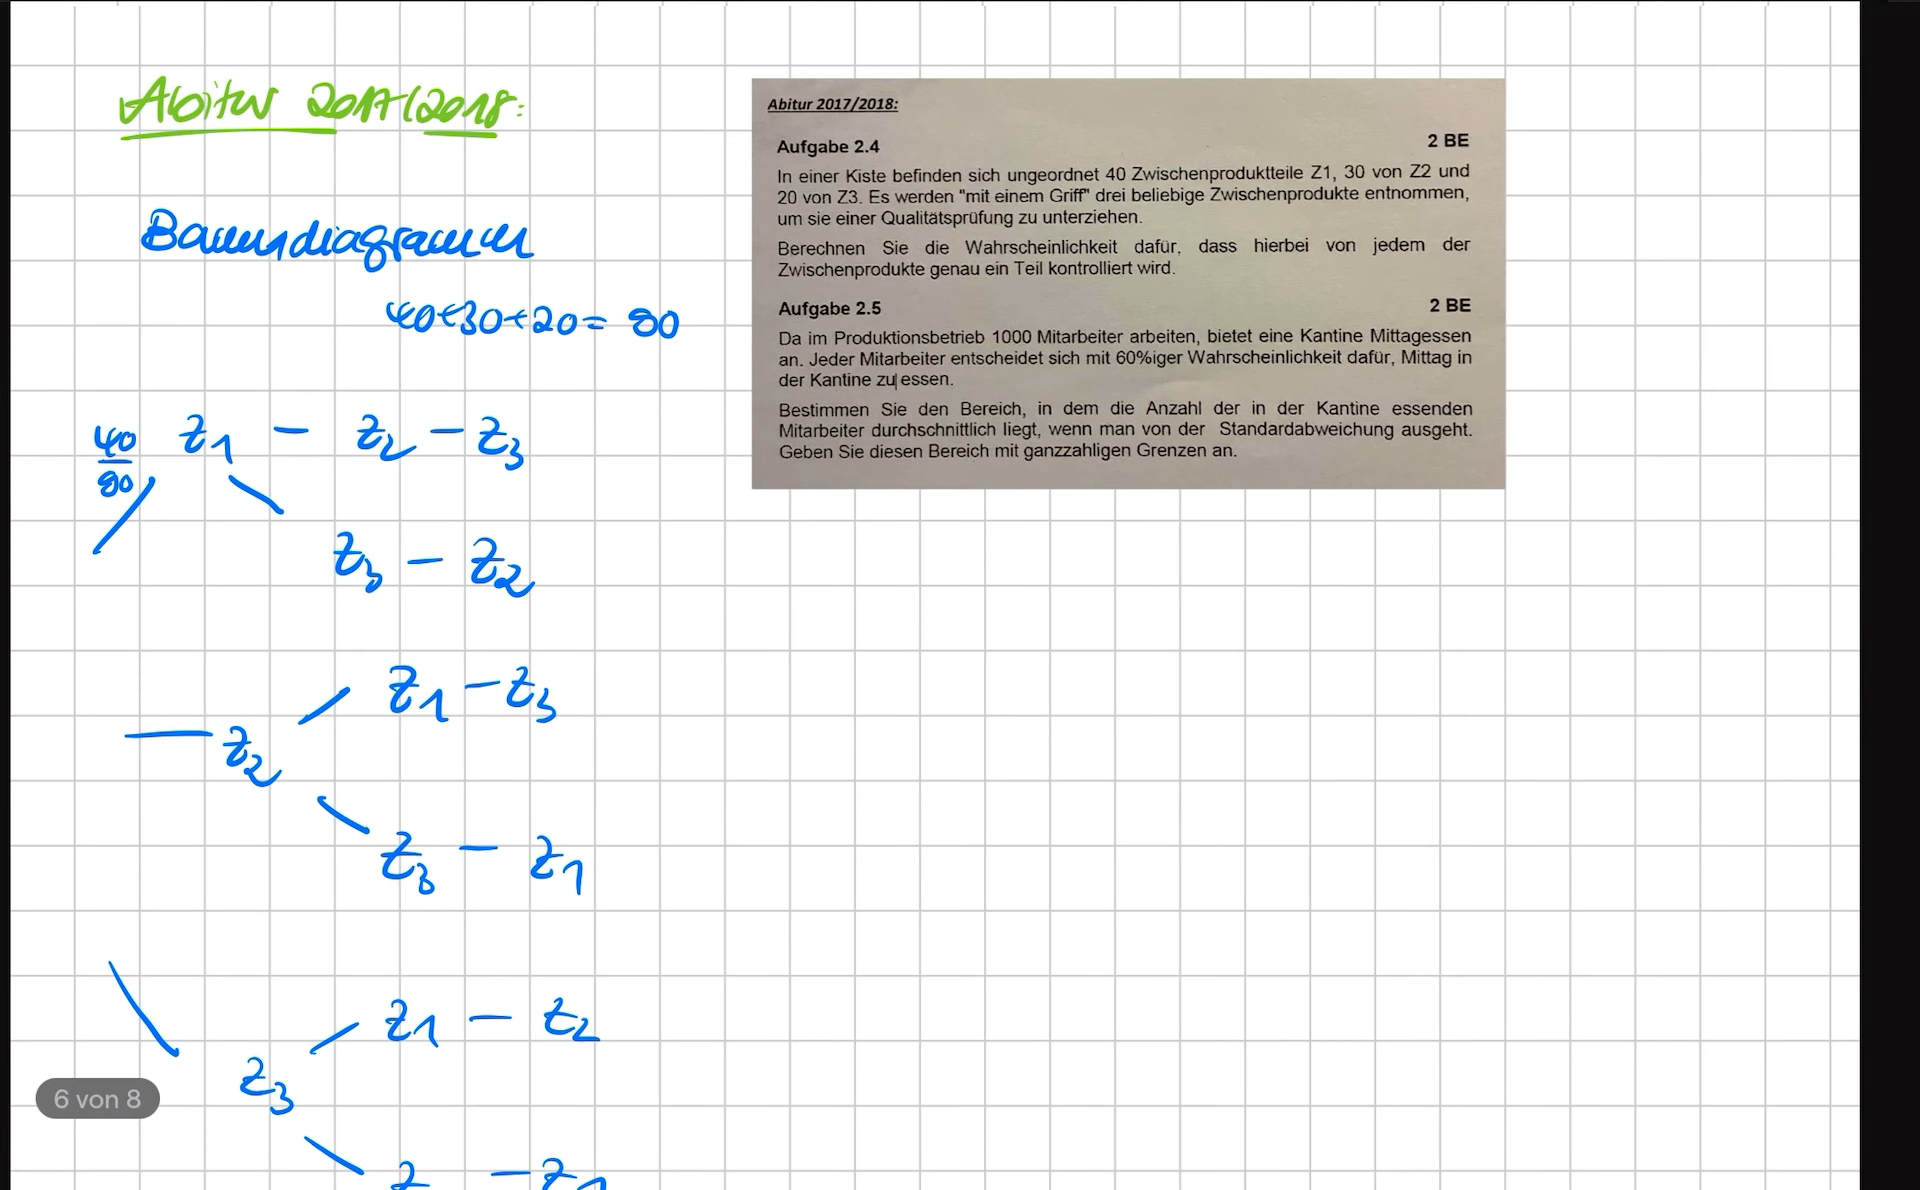 Abitur 2017/2018:
Baumdiagramm
40+30+20= 90
40
90
Z1 – Z2 – Z3
Z3 – Z2
Z1 – Z3
Z2
Z3 – Z1
Z1 – Z2
Z3
6 von 8
Abitur 2017/2018:
Aufgabe 2.4 2 BE
In einer Kiste befinden sich ungeordnet 40 Zwischenproduktteile Z1, 30 von Z2 und
20 von Z3. Es werden "mit einem Griff" drei beliebige Zwischenprodukte entnommen,
um sie einer Qualitätsprüfung zu unterziehen.
Berechnen Sie die Wahrscheinlichkeit dafür, dass hierbei von jedem der
Zwischenprodukte genau ein Teil kontrolliert wird.
Aufgabe 2.5 2 BE
Da im Produktionsbetrieb 1000 Mitarbeiter arbeiten, bietet eine Kantine Mittagessen
an. Jeder Mitarbeiter entscheidet sich mit 60%iger Wahrscheinlichkeit dafür, Mittag in
der Kantine zu essen.
Bestimmen Sie den Bereich, in dem die Anzahl der in der Kantine essenden
Mitarbeiter durchschnittlich liegt, wenn man von der Standardabweichung ausgeht.
Geben Sie diesen Bereich mit ganzzahligen Grenzen an.